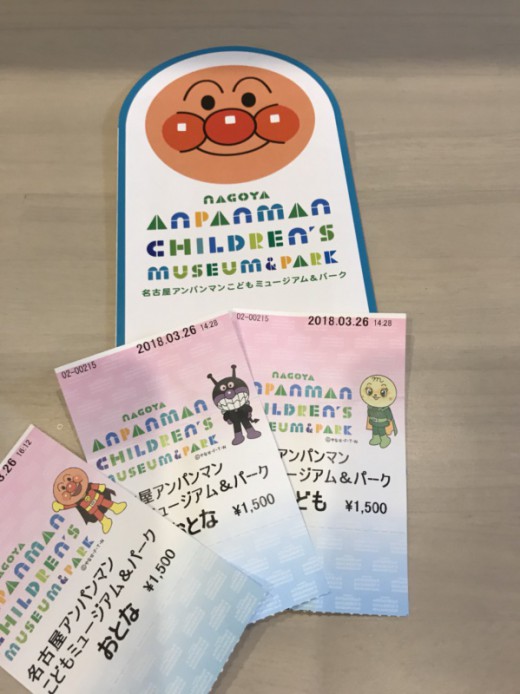 NAGOYA
ANPANMAN
CHILDREN'S
MUSEUM & PARK
名古屋アンパンマンこどもミュージアム&パーク
02-00215
2018.03.26 14:28
NAGOYA
ANPANMAN
CHILDREN'S
MUSEUM & PARK
屋アンパンマン
ミュージアム&パーク
おとな ¥1,500
02-00215
2018.03.26 14:28
NAGOYA
ANPANMAN
CHILDREN'S
MUSEUM & PARK
アンパンマン
ミュージアム&パーク
ども ¥1,500
26 16:12
NAGOYA
NPANMAN
CHILDREN'S
MUSEUM & PARK
名古屋アンパンマン
こどもミュージアム&パーク
おとな ¥1,500